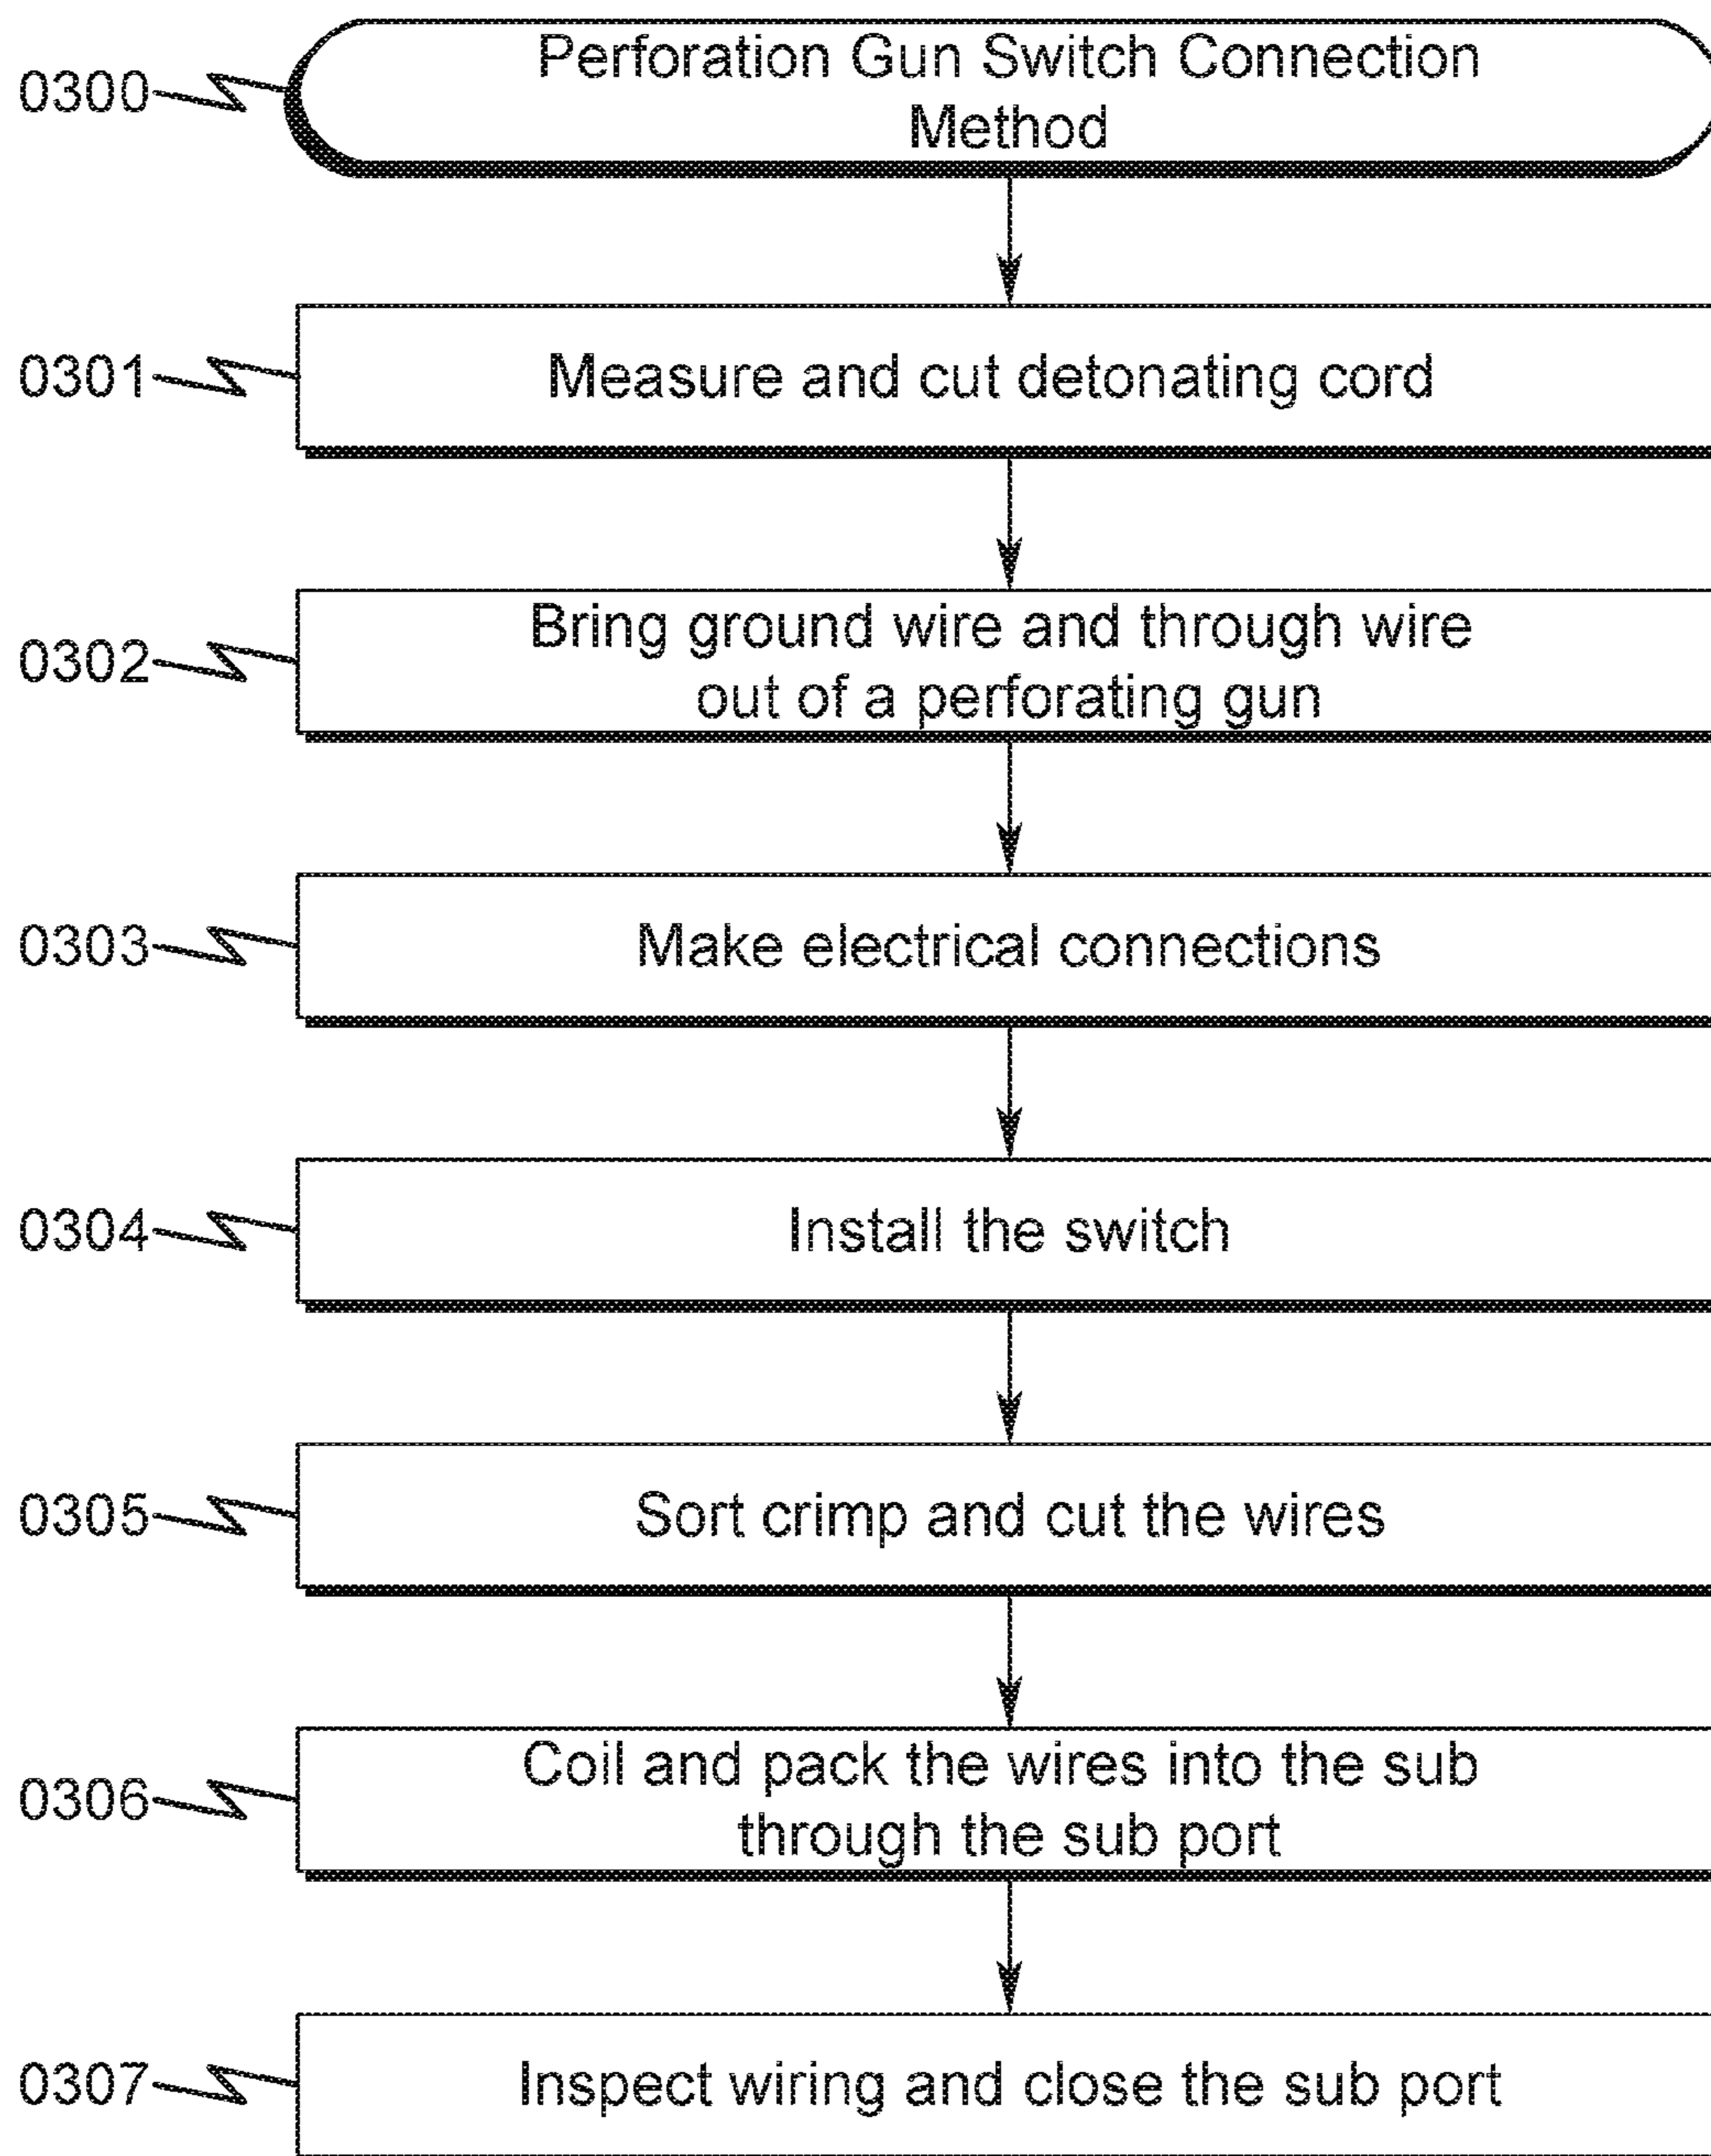 0300
Perforation Gun Switch Connection
Method
0301
Measure and cut detonating cord
0302
Bring ground wire and through wire
out of a perforating gun
0303
Make electrical connections
0304
Install the switch
0305
Sort crimp and cut the wires
0306
Coil and pack the wires into the sub
through the sub port
0307
Inspect wiring and close the sub port